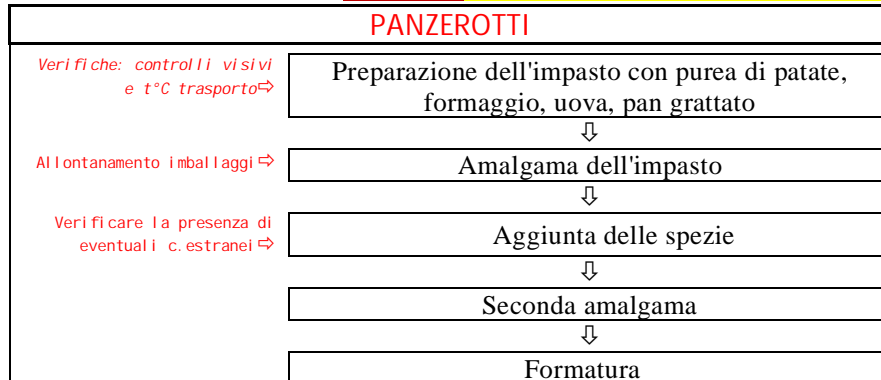 PANZEROTTI
Verifiche: controlli visivi
e t°C trasporto⇨
Preparazione dell'impasto con purea di patate,
formaggio, uova, pan grattato
⇩
Allontanamento imballaggi⇨
Amalgama dell'impasto
⇩
Verificare la presenza di
eventuali c.estranei⇨
Aggiunta delle spezie
⇩
Seconda amalgama
⇩
Formatura